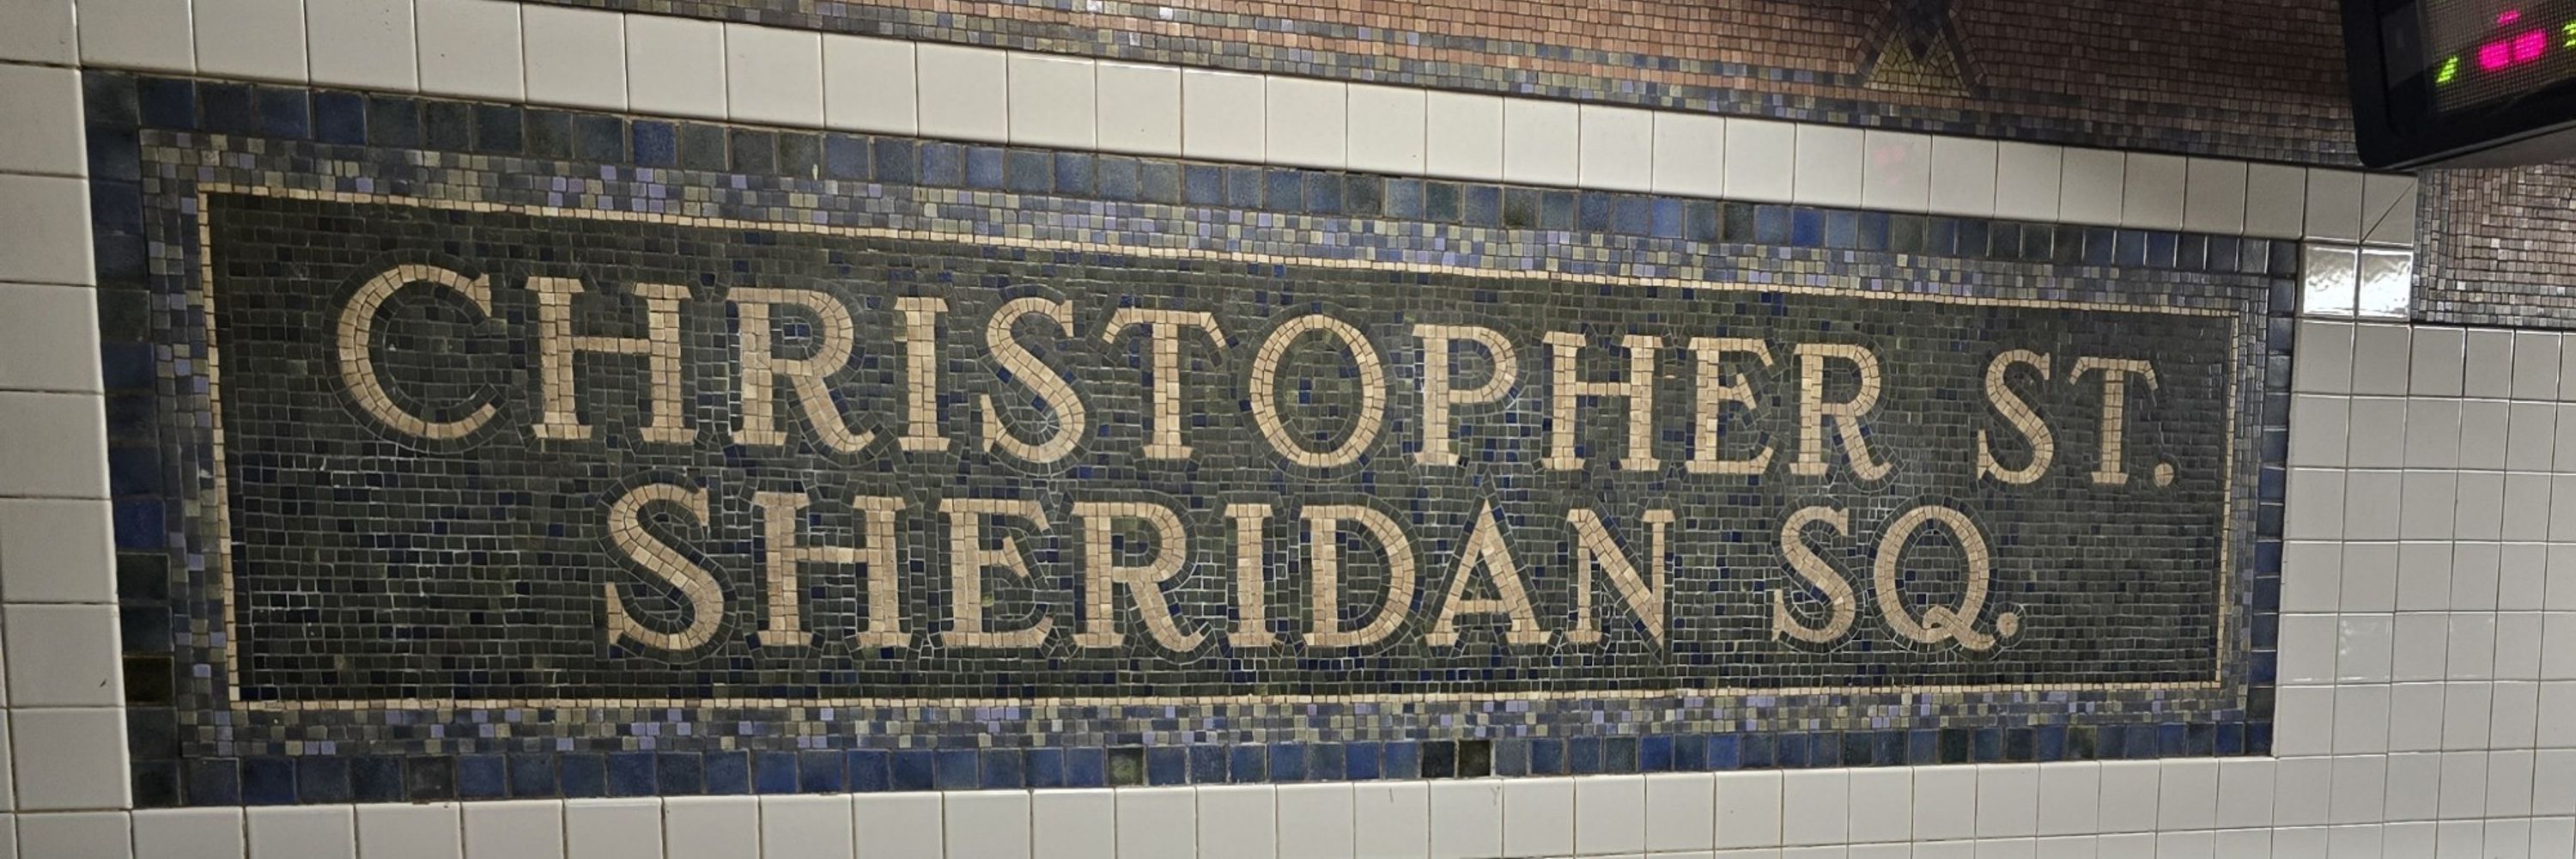 CHRISTOPHER ST.
SHERIDAN SQ.